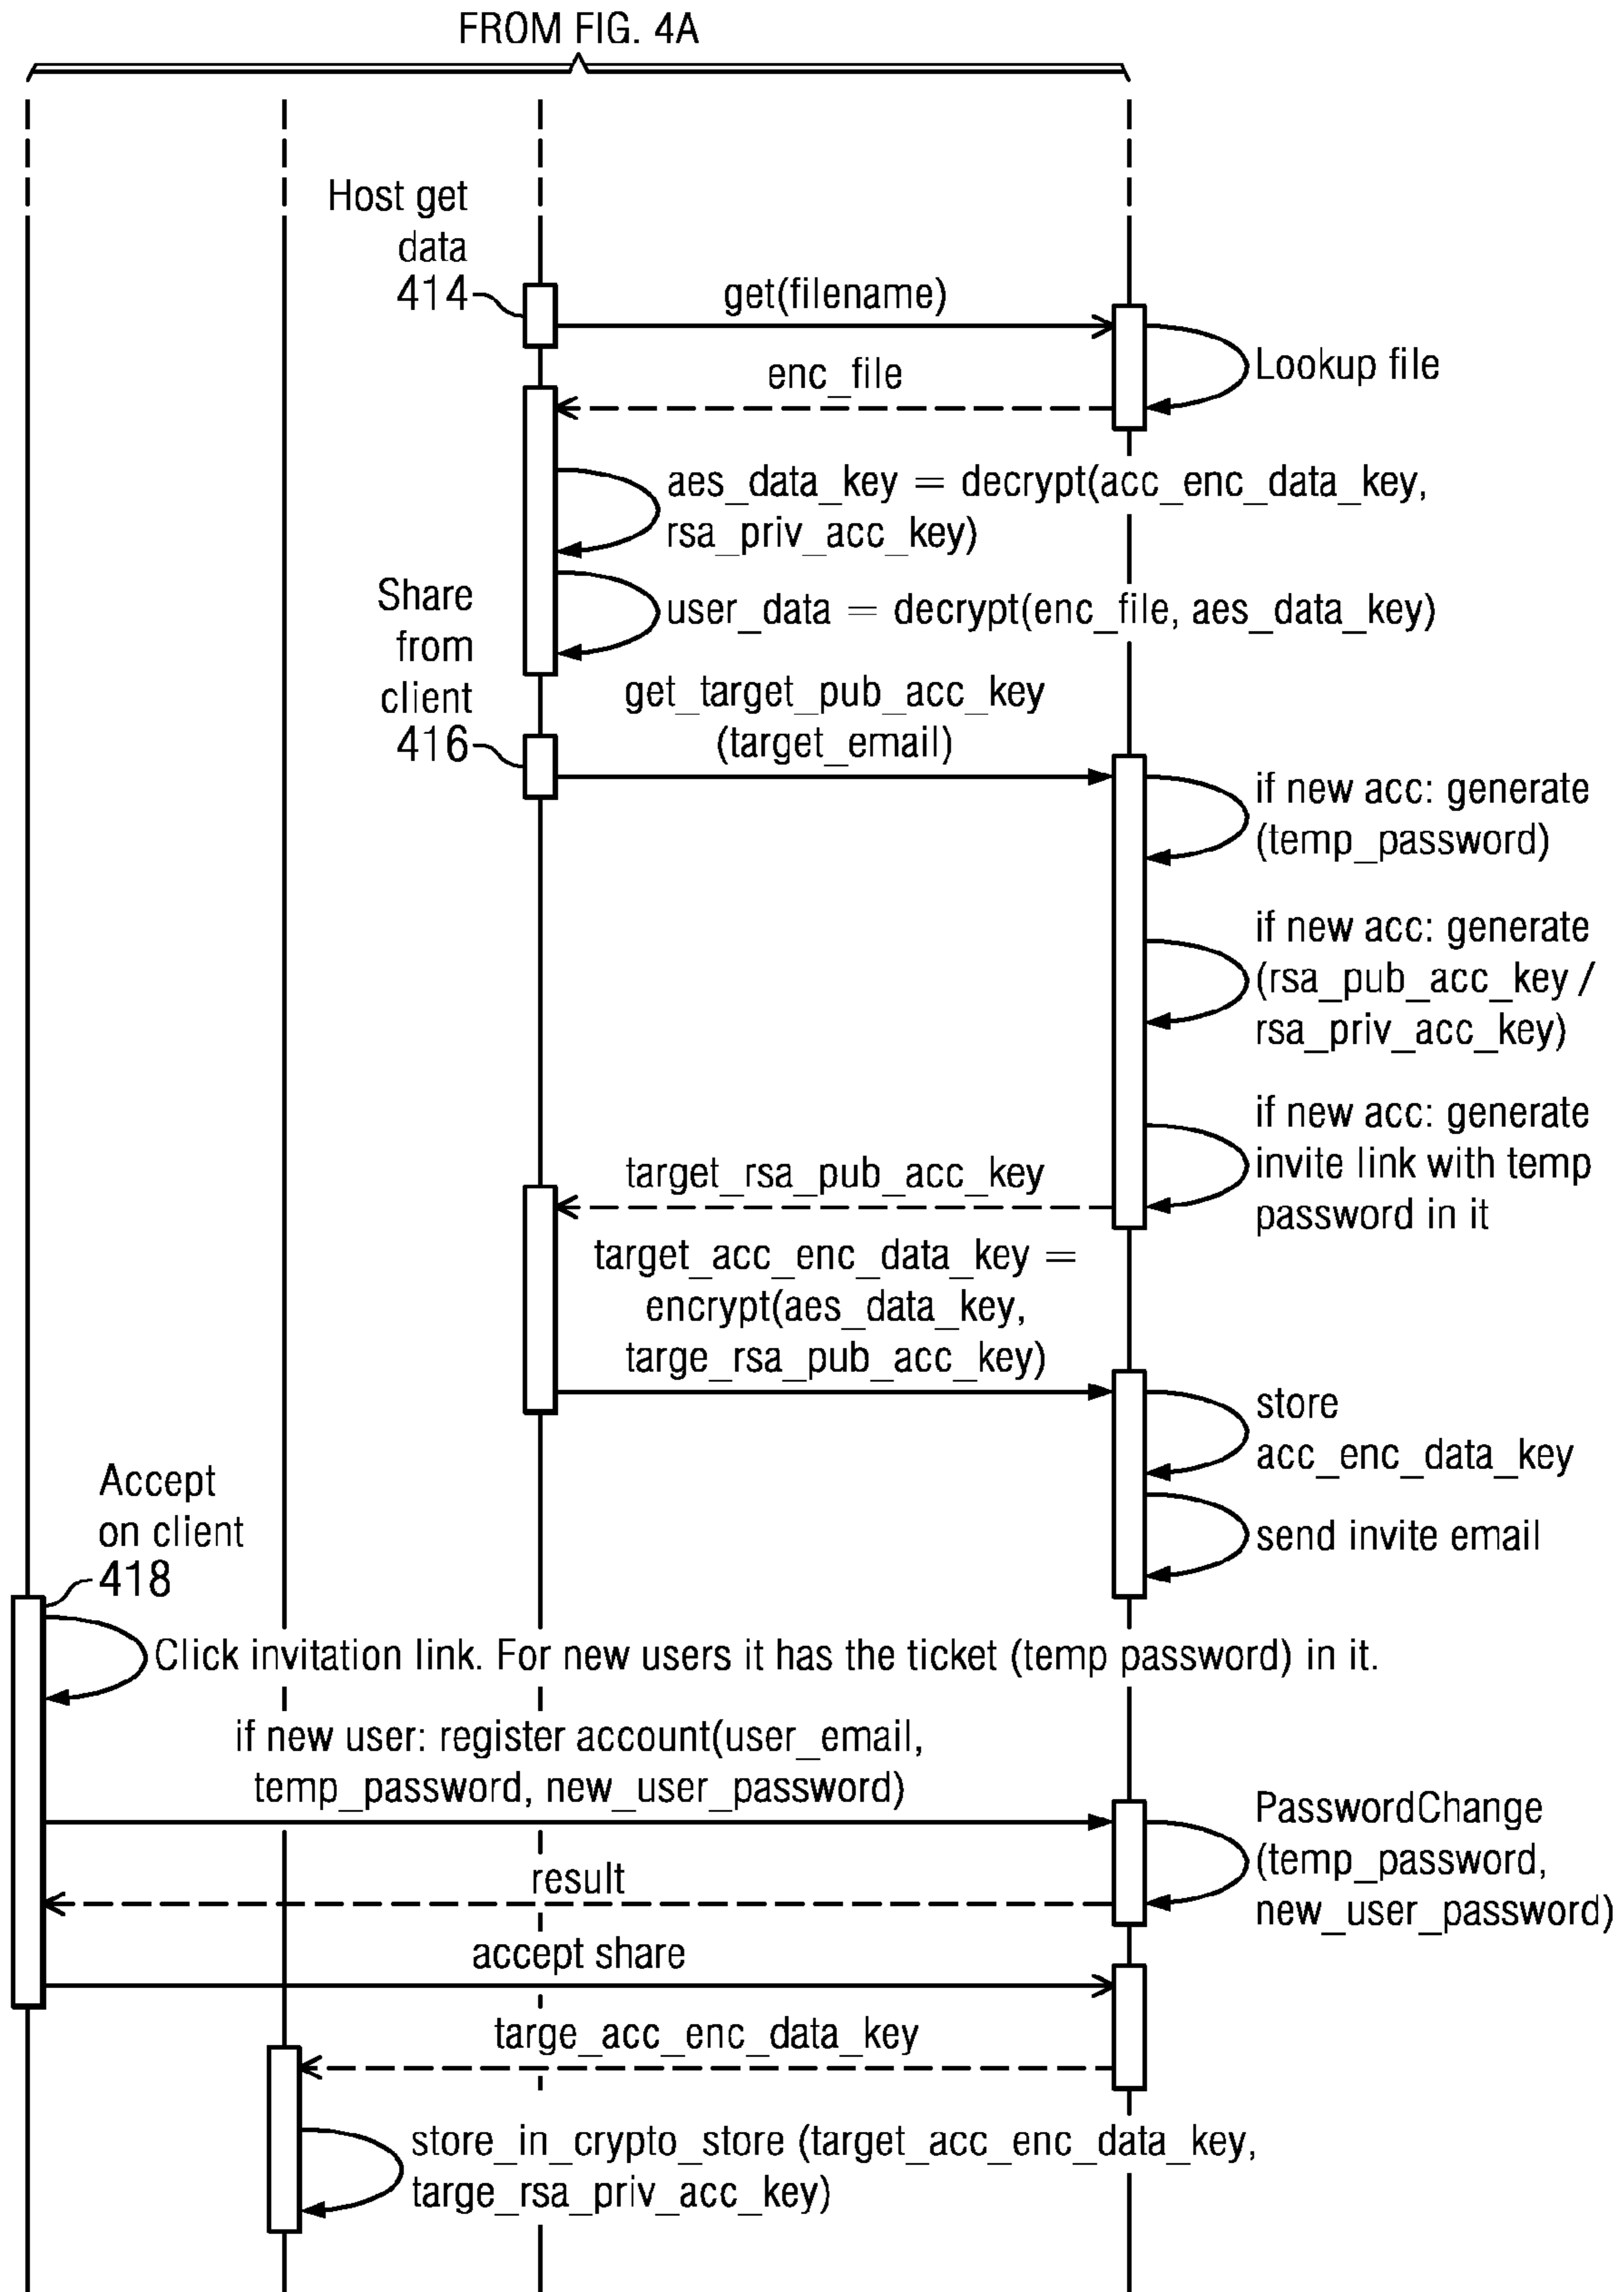 FROM FIG. 4A
Host get
data
414
get(filename)
Lookup file
enc_file
aes_data_key = decrypt(acc_enc_data_key,
rsa_priv_acc_key)
user_data = decrypt(enc_file, aes_data_key)
Share
from
client
416
get_target_pub_acc_key
(target_email)
if new acc: generate
(temp_password)
if new acc: generate
(rsa_pub_acc_key /
rsa_priv_acc_key)
if new acc: generate
invite link with temp
password in it
target_rsa_pub_acc_key
target_acc_enc_data_key =
encrypt(aes_data_key,
targe_rsa_pub_acc_key)
store
acc_enc_data_key
send invite email
Accept
on client
418
Click invitation link. For new users it has the ticket (temp password) in it.
if new user: register account(user_email,
temp_password, new_user_password)
PasswordChange
(temp_password,
new_user_password)
result
accept share
targe_acc_enc_data_key
store_in_crypto_store (target_acc_enc_data_key,
targe_rsa_priv_acc_key)